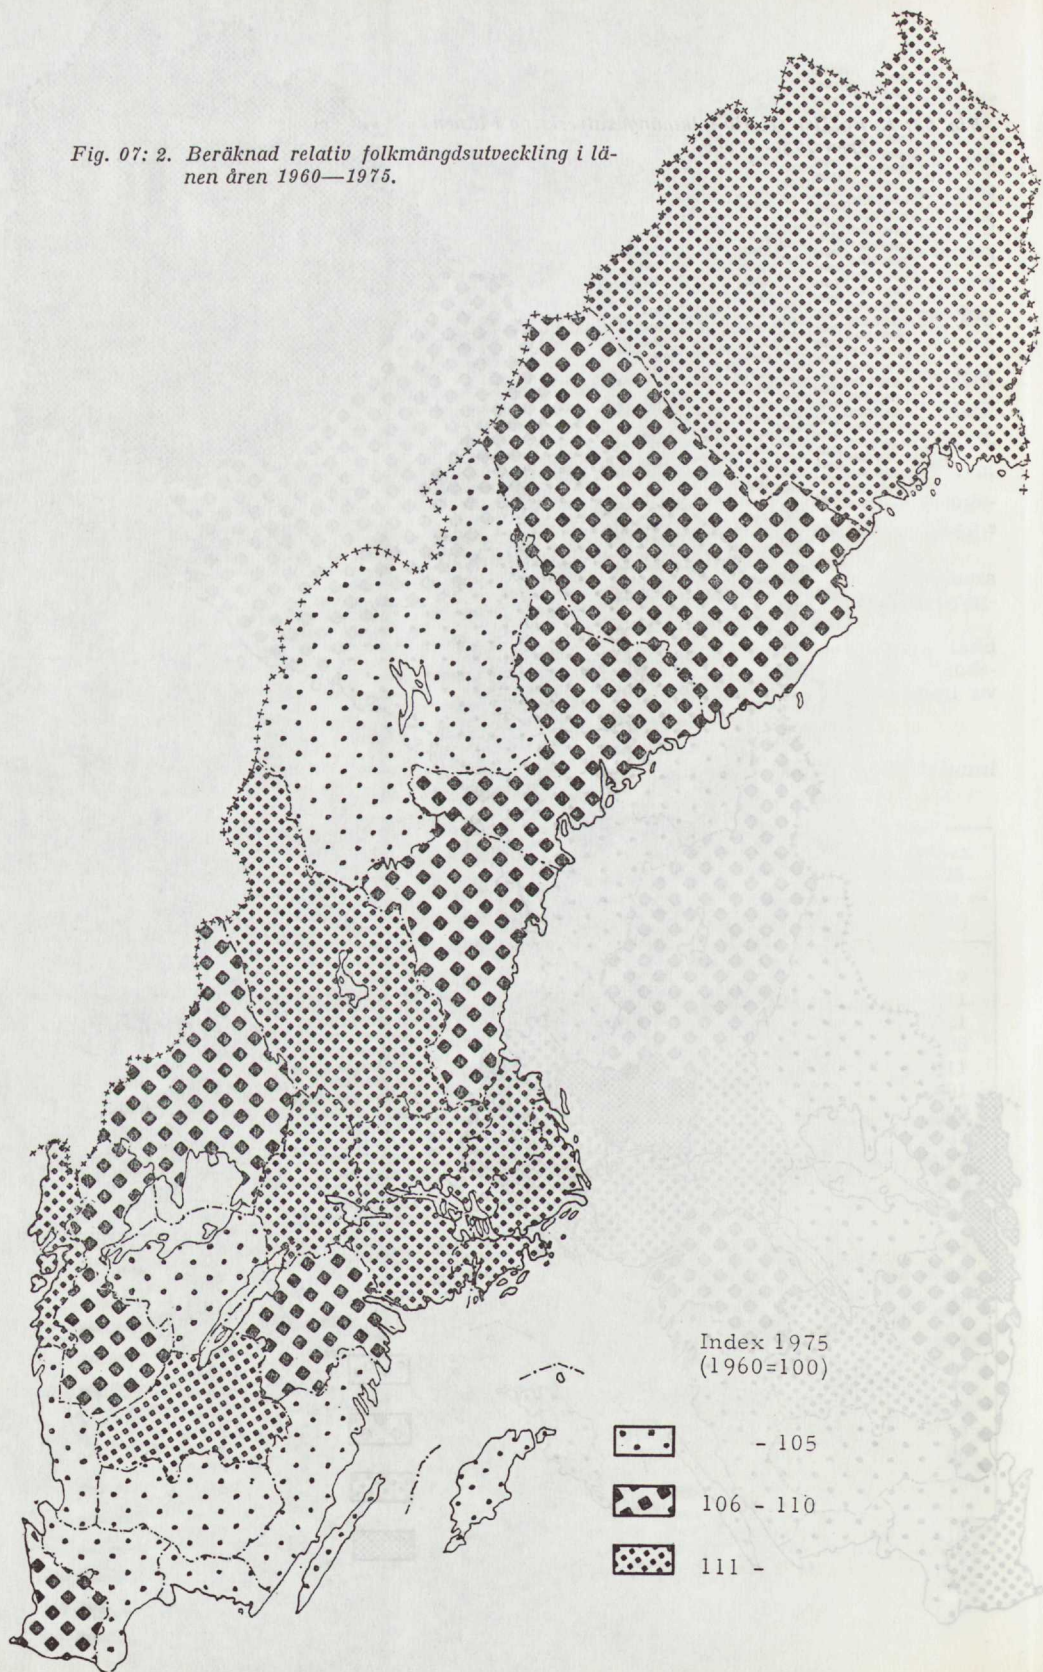 Fig. 07: 2. Beräknad relativ folkmängdsutveckling i lä-
nen åren 1960—1975.
Index 1975
(1960=100)
- 105
106 - 110
111 -